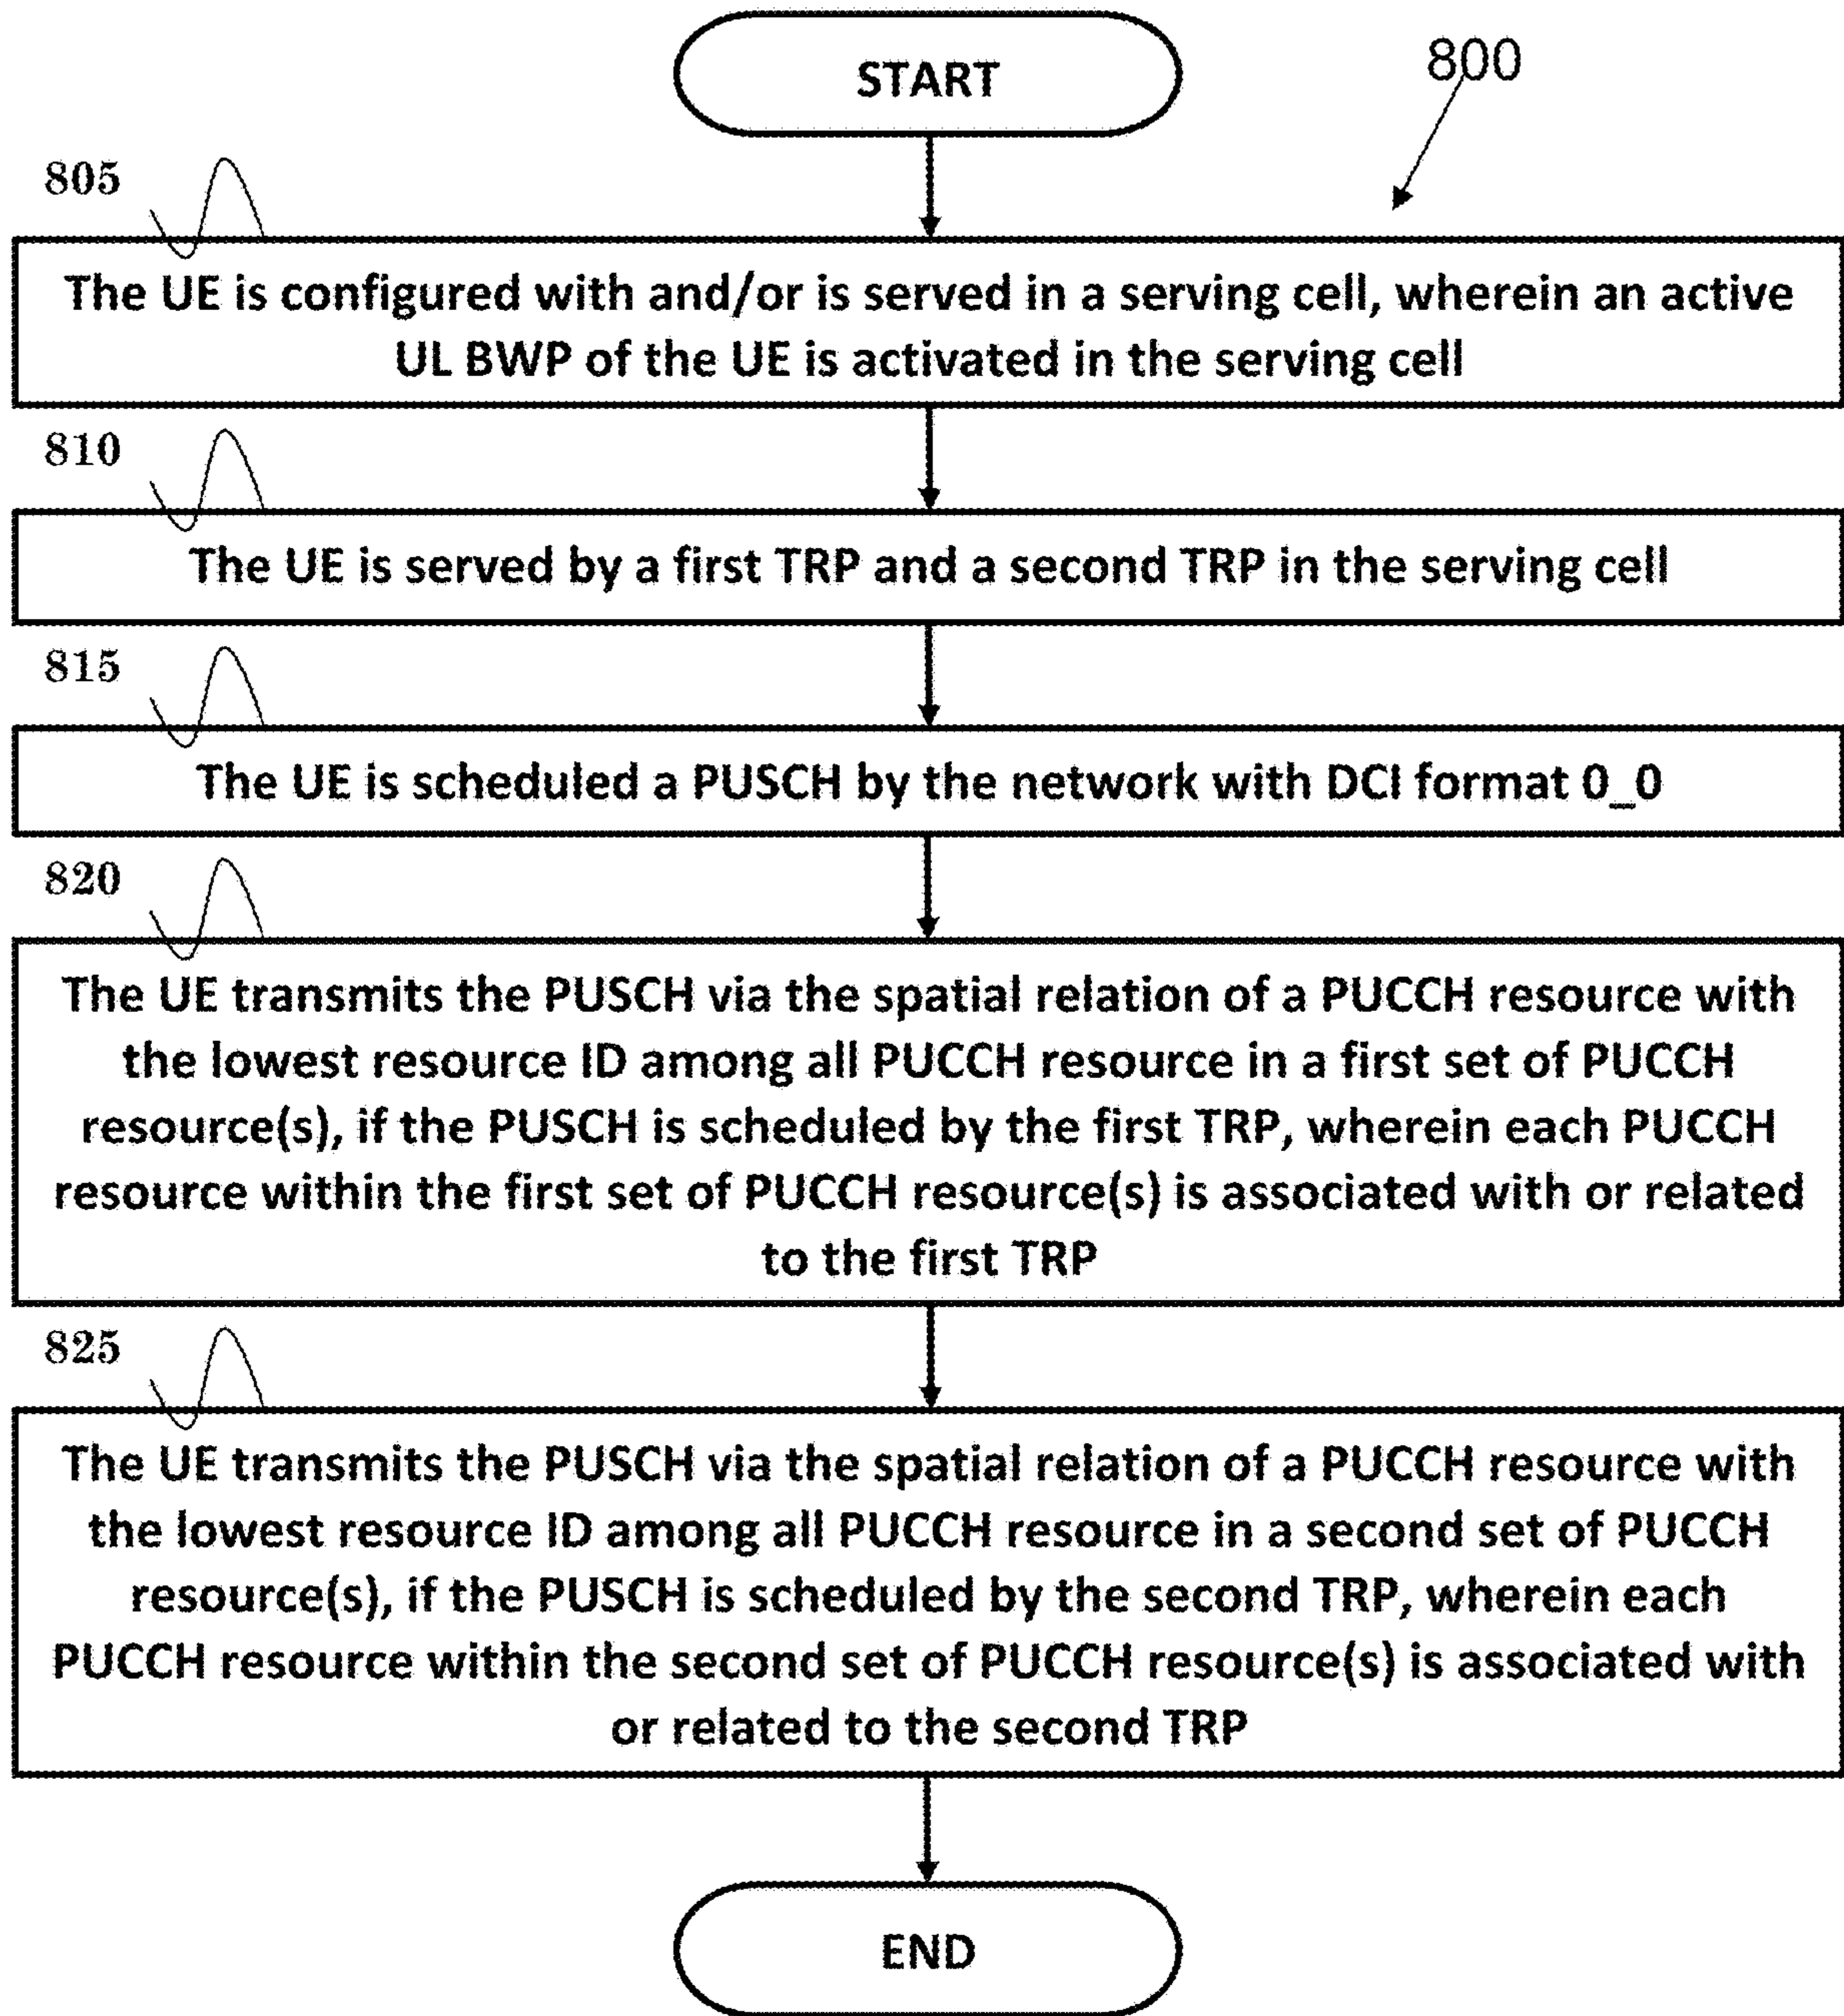 START
800
805
The UE is configured with and/or is served in a serving cell, wherein an active
UL BWP of the UE is activated in the serving cell
810
The UE is served by a first TRP and a second TRP in the serving cell
815
The UE is scheduled a PUSCH by the network with DCI format 0_0
820
The UE transmits the PUSCH via the spatial relation of a PUCCH resource with
the lowest resource ID among all PUCCH resource in a first set of PUCCH
resource(s), if the PUSCH is scheduled by the first TRP, wherein each PUCCH
resource within the first set of PUCCH resource(s) is associated with or related
to the first TRP
825
The UE transmits the PUSCH via the spatial relation of a PUCCH resource with
the lowest resource ID among all PUCCH resource in a second set of PUCCH
resource(s), if the PUSCH is scheduled by the second TRP, wherein each
PUCCH resource within the second set of PUCCH resource(s) is associated with
or related to the second TRP
END